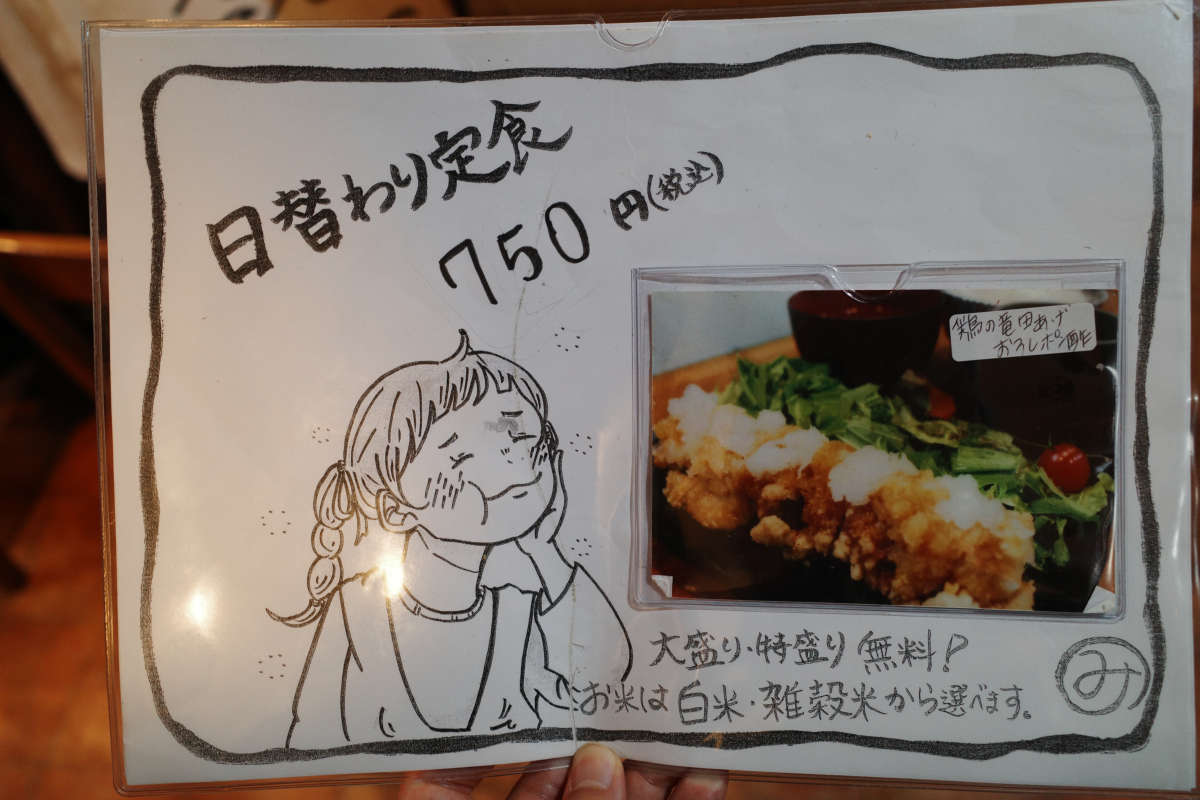 日替わり定食
750円(税込)
鶏の竜田あげ
おろしポン酢
大盛り・特盛り無料！
お米は白米・雑穀米から選べます。
み